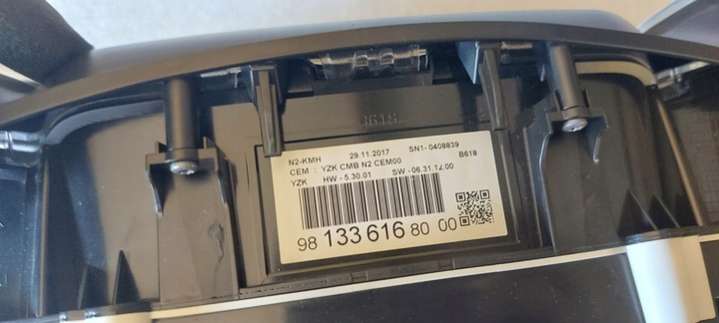 J618
N2-KMH 29.11.2017 SN1-0408839
CEM : YZK CMB N2 CEM00 B618
YZK HW-5.30.01 SW-06.31.12.00
98 133 616 80 00